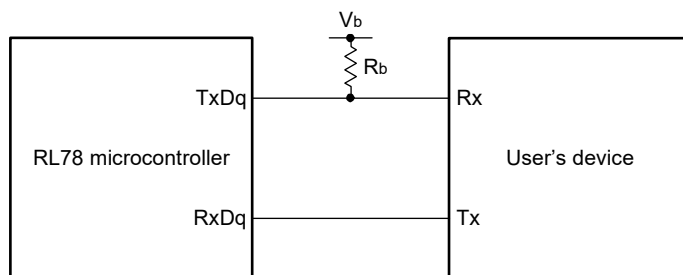 Vb
Rb
TxDq
Rx
RL78 microcontroller
User’s device
RxDq
Tx